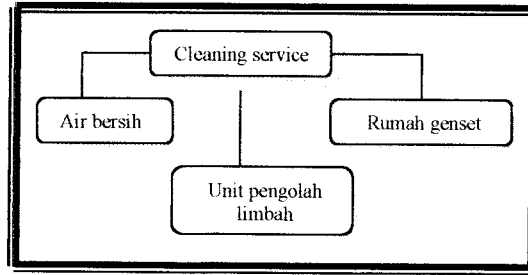 Cleaning service
Air bersih
Rumah genset
Unit pengolah
limbah